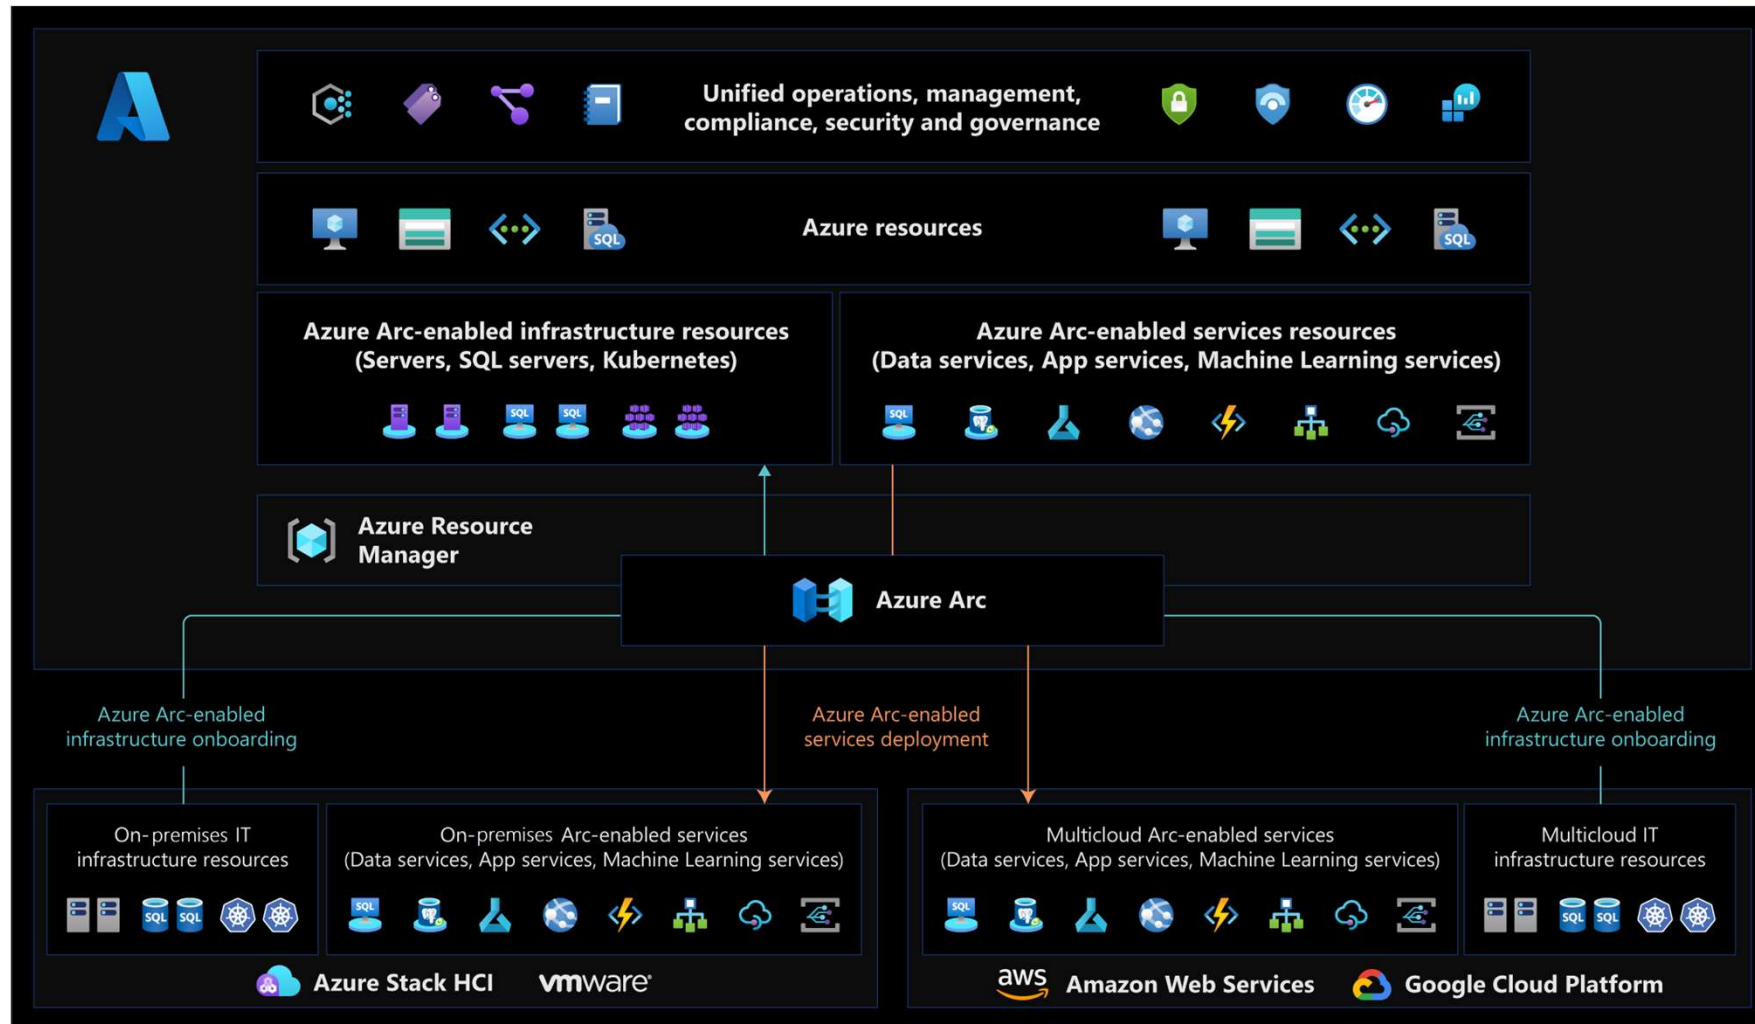 Unified operations, management,
compliance, security and governance
Azure resources
SQL
SQL
Azure Arc-enabled infrastructure resources
(Servers, SQL servers, Kubernetes)
SQL
SQL
Azure Arc-enabled services resources
(Data services, App services, Machine Learning services)
SQL
Azure Resource
Manager
Azure Arc
Azure Arc-enabled
infrastructure onboarding
Azure Arc-enabled
services deployment
Azure Arc-enabled
infrastructure onboarding
On-premises IT
infrastructure resources
SQL
SQL
On-premises Arc-enabled services
(Data services, App services, Machine Learning services)
SQL
Multicloud Arc-enabled services
(Data services, App services, Machine Learning services)
SQL
Multicloud IT
infrastructure resources
SQL
SQL
Azure Stack HCI
vmware®
aws
Amazon Web Services
Google Cloud Platform